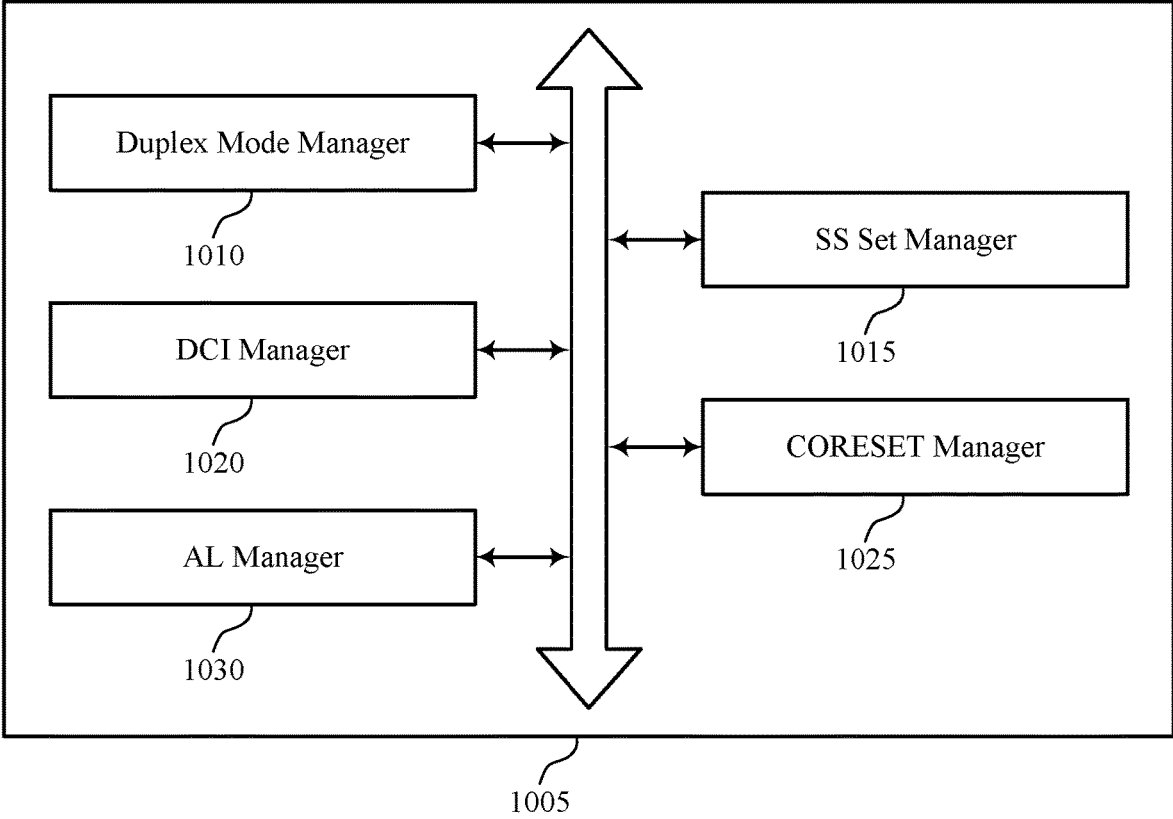 Duplex Mode Manager
1010
SS Set Manager
1015
DCI Manager
1020
CORESET Manager
1025
AL Manager
1030
1005